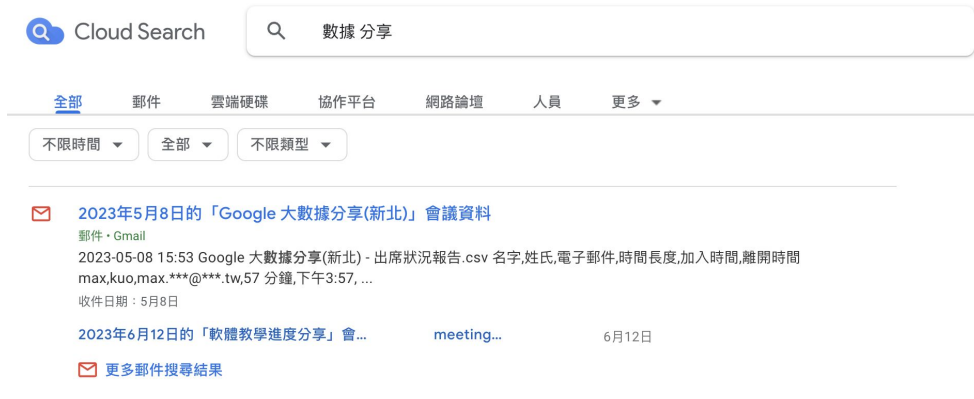 Cloud Search
數據 分享
全部 郵件 雲端硬碟 協作平台 網路論壇 人員 更多
不限時間 全部 不限類型
2023年5月8日的「Google 大數據分享(新北)」會議資料
郵件 • Gmail
2023-05-08 15:53 Google 大數據分享(新北) - 出席狀況報告.csv 名字,姓氏,電子郵件,時間長度,加入時間,離開時間
max,kuo,max.***@***.tw,57 分鐘,下午3:57, ...
收件日期：5月8日
2023年6月12日的「軟體教學進度分享」會... meeting... 6月12日
更多郵件搜尋結果